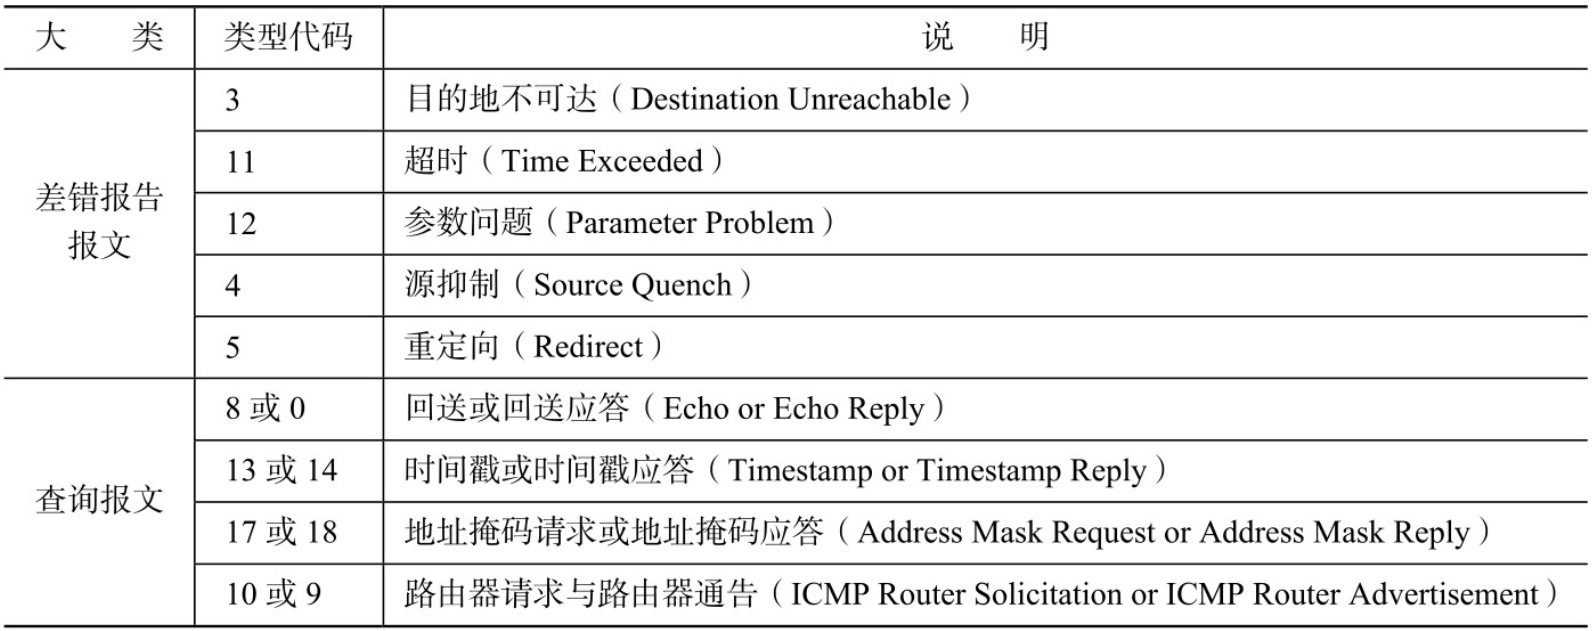 大 类 类型代码 说 明
3 目的地不可达（Destination Unreachable）
11 超时（Time Exceeded）
差错报告
报文
12 参数问题（Parameter Problem）
4 源抑制（Source Quench）
5 重定向（Redirect）
8 或 0 回送或回送应答（Echo or Echo Reply）
13 或 14 时间戳或时间戳应答（Timestamp or Timestamp Reply）
查询报文
17 或 18 地址掩码请求或地址掩码应答（Address Mask Request or Address Mask Reply）
10 或 9 路由器请求与路由器通告（ICMP Router Solicitation or ICMP Router Advertisement）